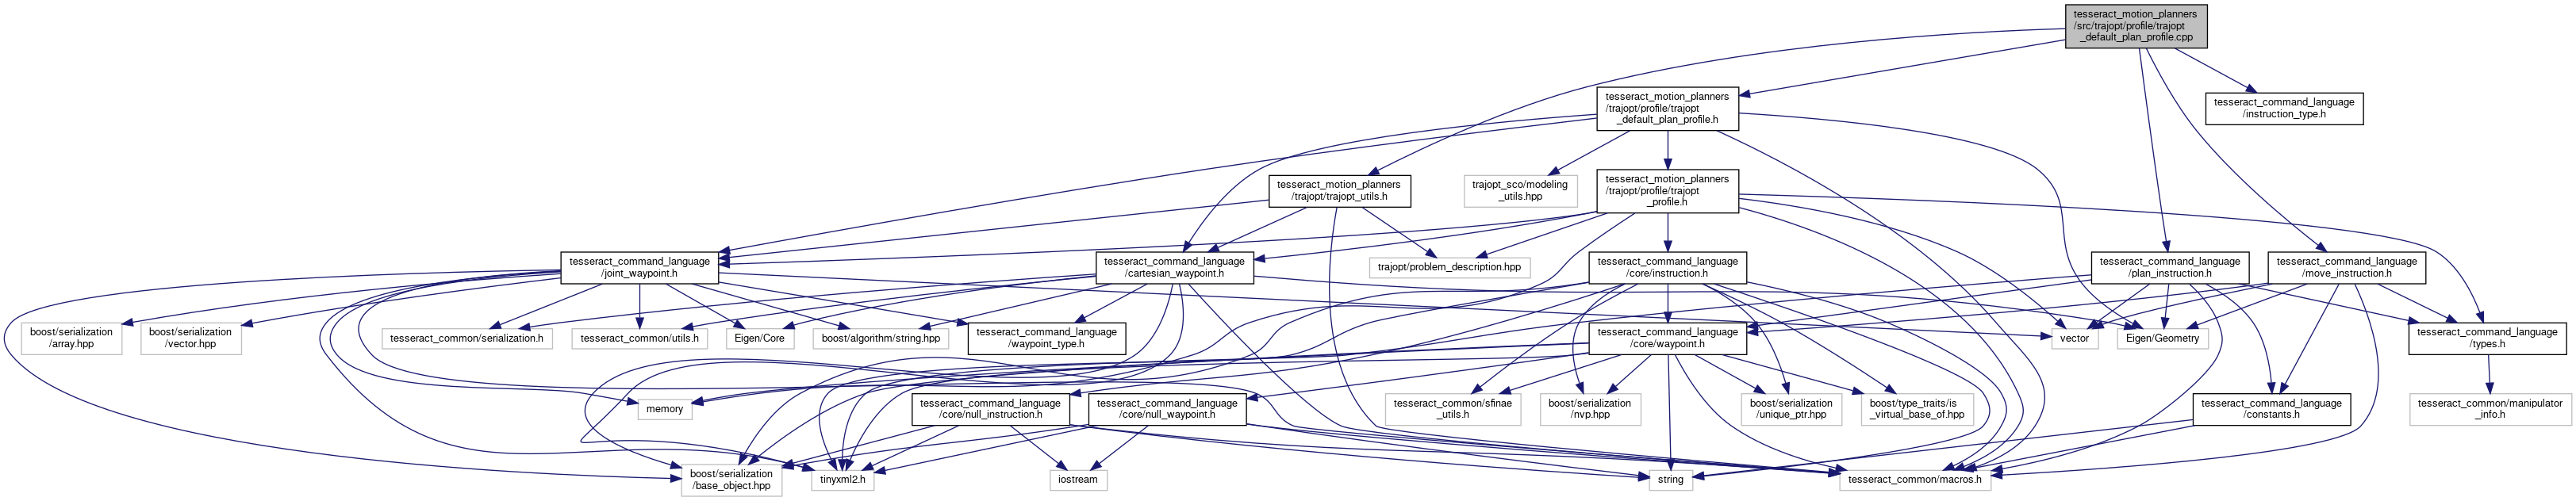 tesseract_motion_planners
/src/trajopt/profile/trajopt
_default_plan_profile.cpp
tesseract_motion_planners
/trajopt/profile/trajopt
_default_plan_profile.h
tesseract_command_language
/instruction_type.h
tesseract_motion_planners
/trajopt/trajopt_utils.h
trajopt_sco/modeling
_utils.hpp
tesseract_motion_planners
/trajopt/profile/trajopt
_profile.h
tesseract_command_language
/joint_waypoint.h
tesseract_command_language
/cartesian_waypoint.h
trajopt/problem_description.hpp
tesseract_command_language
/core/instruction.h
tesseract_command_language
/plan_instruction.h
tesseract_command_language
/move_instruction.h
boost/serialization
/array.hpp
boost/serialization
/vector.hpp
tesseract_common/serialization.h
tesseract_common/utils.h
Eigen/Core
boost/algorithm/string.hpp
tesseract_command_language
/waypoint_type.h
tesseract_command_language
/core/waypoint.h
vector
Eigen/Geometry
tesseract_command_language
/types.h
memory
tesseract_command_language
/core/null_instruction.h
tesseract_command_language
/core/null_waypoint.h
tesseract_common/sfinae
_utils.h
boost/serialization
/nvp.hpp
boost/serialization
/unique_ptr.hpp
boost/type_traits/is
_virtual_base_of.hpp
tesseract_command_language
/constants.h
tesseract_common/manipulator
_info.h
boost/serialization
/base_object.hpp
tinyxml2.h
iostream
string
tesseract_common/macros.h